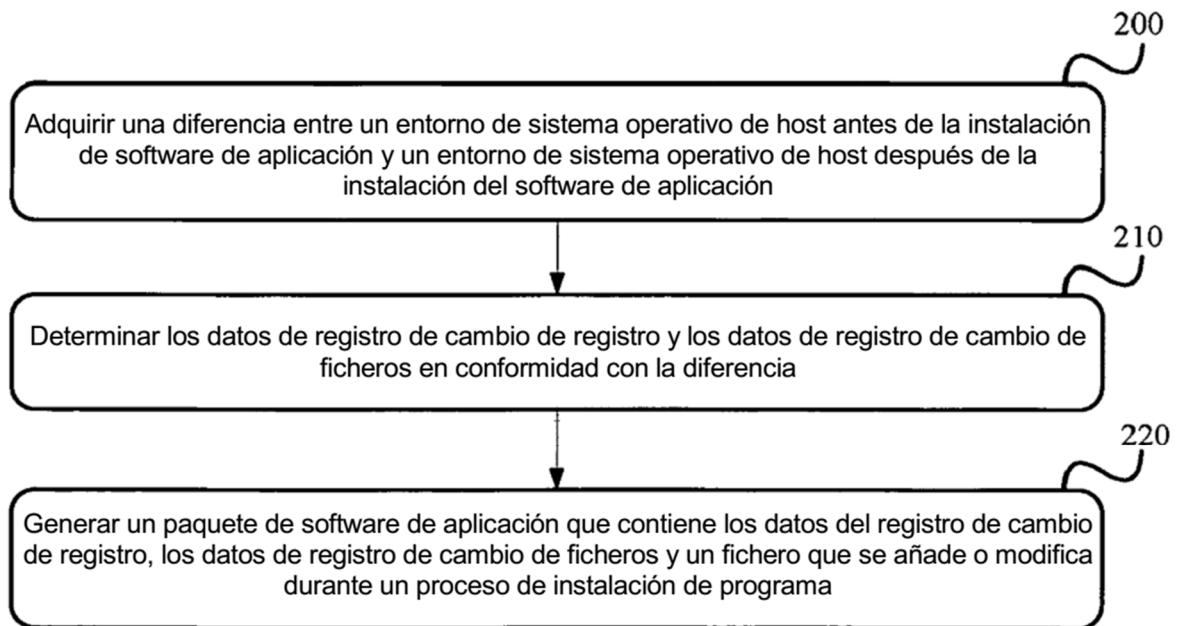 200
Adquirir una diferencia entre un entorno de sistema operativo de host antes de la instalación
de software de aplicación y un entorno de sistema operativo de host después de la
instalación del software de aplicación
210
Determinar los datos de registro de cambio de registro y los datos de registro de cambio de
ficheros en conformidad con la diferencia
220
Generar un paquete de software de aplicación que contiene los datos del registro de cambio
de registro, los datos de registro de cambio de ficheros y un fichero que se añade o modifica
durante un proceso de instalación de programa